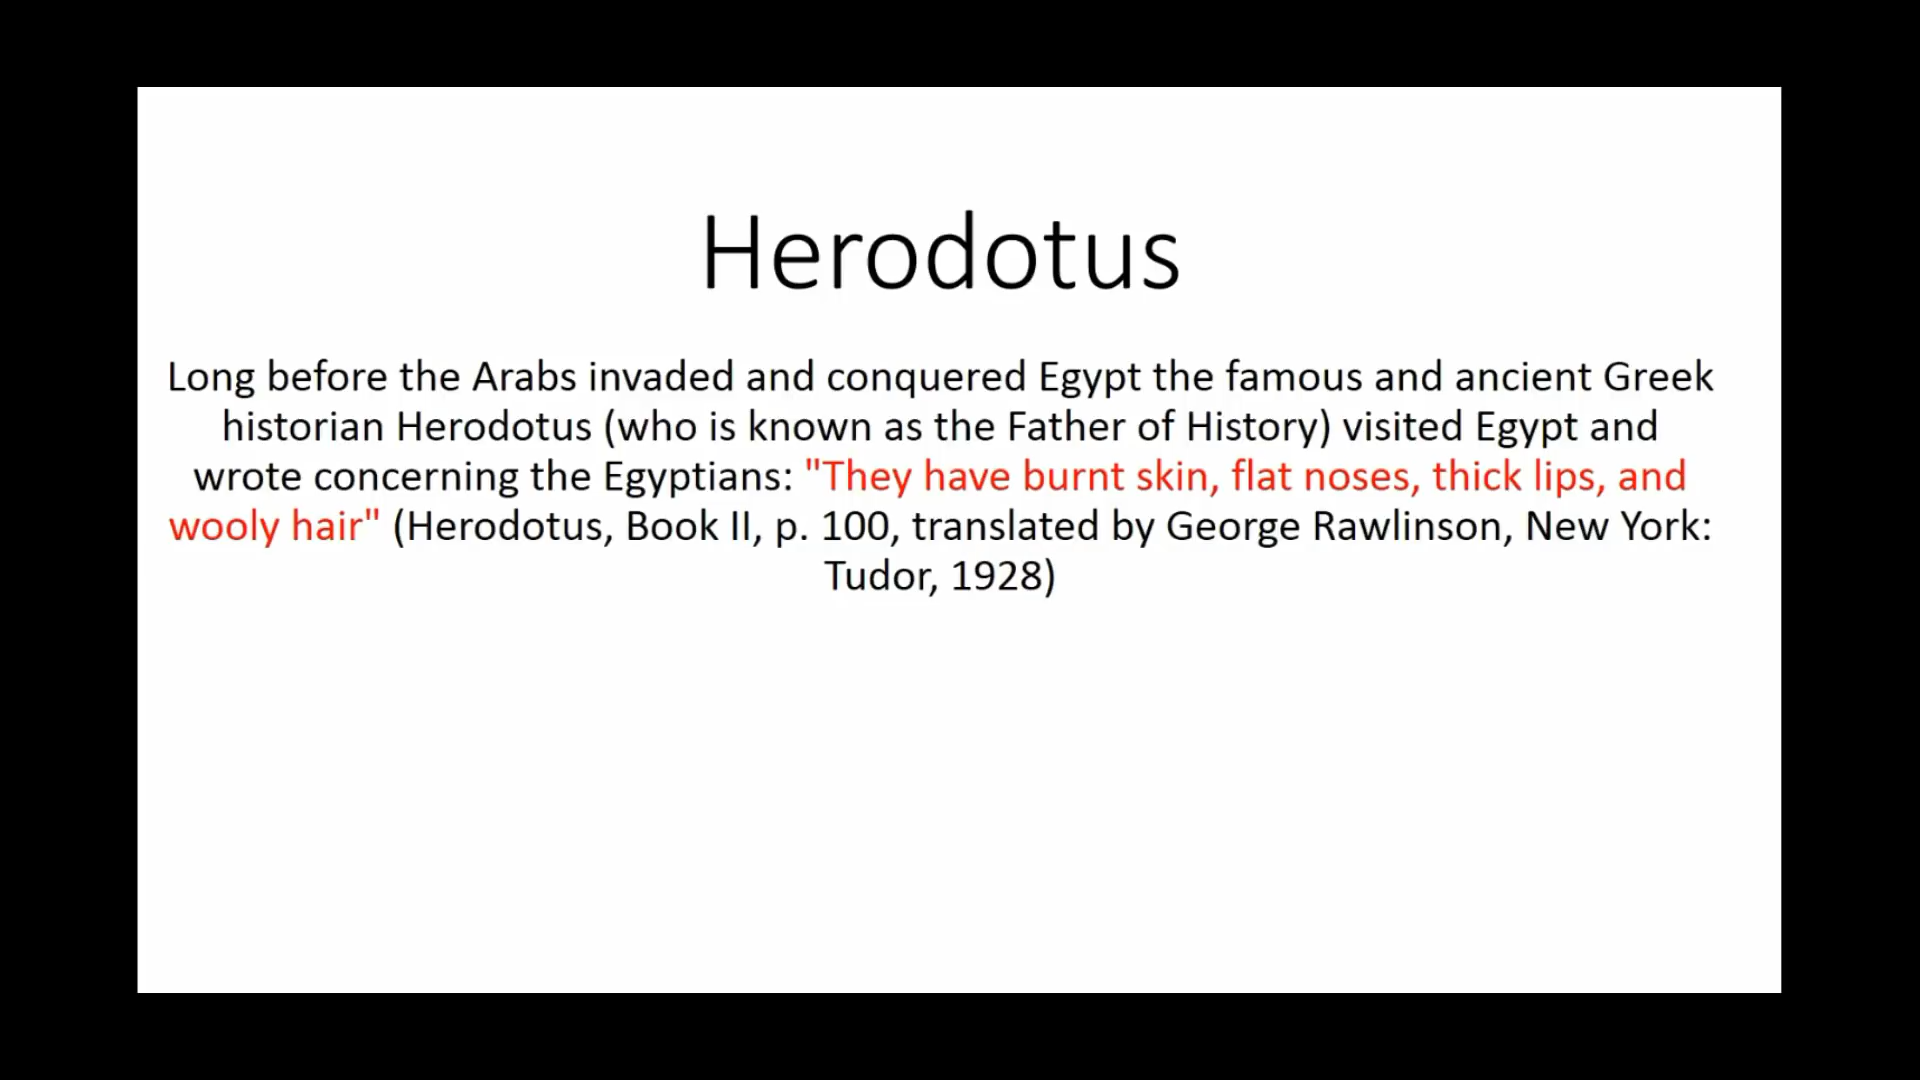 Herodotus
Long before the Arabs invaded and conquered Egypt the famous and ancient Greek
historian Herodotus (who is known as the Father of History) visited Egypt and
wrote concerning the Egyptians: "They have burnt skin, flat noses, thick lips, and
wooly hair" (Herodotus, Book II, p. 100, translated by George Rawlinson, New York:
Tudor, 1928)